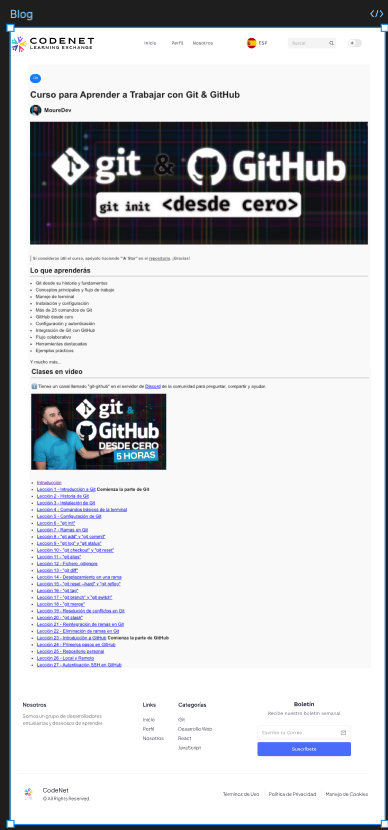 Blog
</>
CODENET
LEARNING EXCHANGE
Inicio Perfil Nosotros ESP Buscar
Curso para Aprender a Trabajar con Git & GitHub
MoureDev
git & GitHub
git init <desde cero>
Si consideras útil el curso, apóyalo haciendo "★ Star" en el repositorio. ¡Gracias!
Lo que aprenderás
• Git desde su historia y fundamentos
• Conceptos principales y flujo de trabajo
• Manejo de terminal
• Instalación y configuración
• Más de 25 comandos de Git
• GitHub desde cero
• Configuración y autenticación
• Integración de Git con GitHub
• Flujo colaborativo
• Herramientas destacadas
• Ejemplos prácticos
Y mucho más...
Clases en vídeo
Tienes un canal llamado "git-github" en el servidor de Discord de la comunidad para preguntar, compartir y ayudar.
git &
GitHub
DESDE CERO
5 HORAS
• Introducción
• Lección 1 - Introducción a Git Comienza la parte de Git
• Lección 2 - Historia de Git
• Lección 3 - Instalación de Git
• Lección 4 - Comandos básicos de la terminal
• Lección 5 - Configuración de Git
• Lección 6 - "git init"
• Lección 7 - Ramas en Git
• Lección 8 - "git add" y "git commit"
• Lección 9 - "git log" y "git status"
• Lección 10 - "git checkout" y "git reset"
• Lección 11 - "git alias"
• Lección 12 - Fichero .gitignore
• Lección 13 - "git diff"
• Lección 14 - Desplazamiento en una rama
• Lección 15 - "git reset --hard" y "git reflog"
• Lección 16 - "git tag"
• Lección 17 - "git branch" y "git switch"
• Lección 18 - "git merge"
• Lección 19 - Resolución de conflictos en Git
• Lección 20 - "git stash"
• Lección 21 - Reintegración de ramas en Git
• Lección 22 - Eliminación de ramas en Git
• Lección 23 - Introducción a GitHub Comienza la parte de GitHub
• Lección 24 - Primeros pasos en GitHub
• Lección 25 - Repositorio personal
• Lección 26 - Local y Remoto
• Lección 27 - Autenticación SSH en GitHub
Nosotros
Somos un grupo de desarrolladores
entusiastas y deseosos de aprender
Links
Inicio
Perfil
Nosotros
Categorías
Git
Desarrollo Web
React
JavaScript
Boletín
Recibe nuestro boletín semanal
Escribe tu Correo
Suscríbete
CodeNet
© All Rights Reserved.
Términos de Uso Política de Privacidad Manejo de Cookies